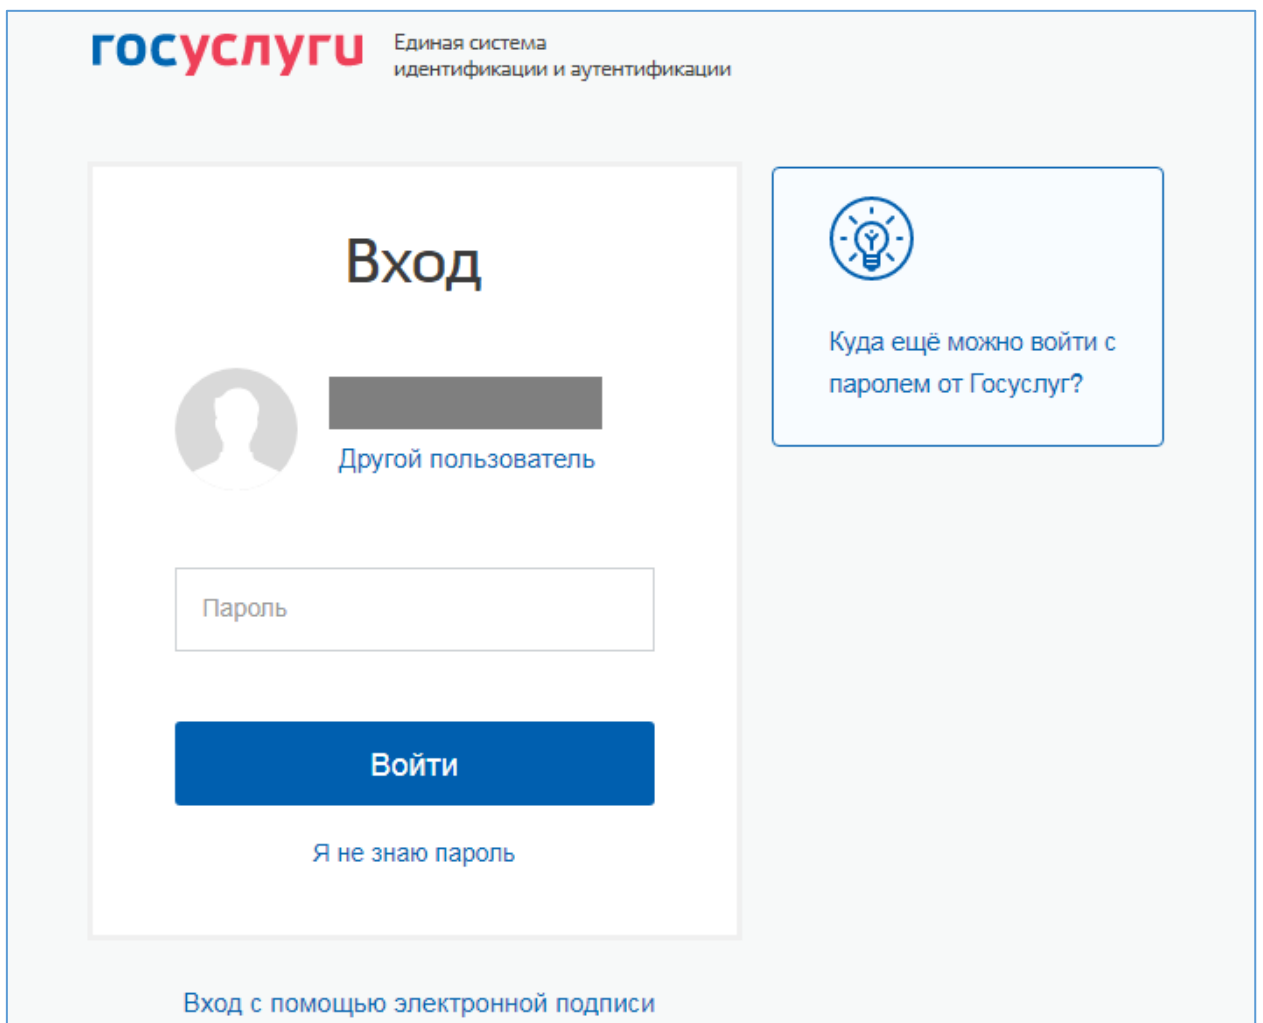 госуслуги
Единая система
идентификации и аутентификации
Вход
Другой пользователь
Пароль
Войти
Я не знаю пароль
Вход с помощью электронной подписи
Куда ещё можно войти с
паролем от Госуслуг?